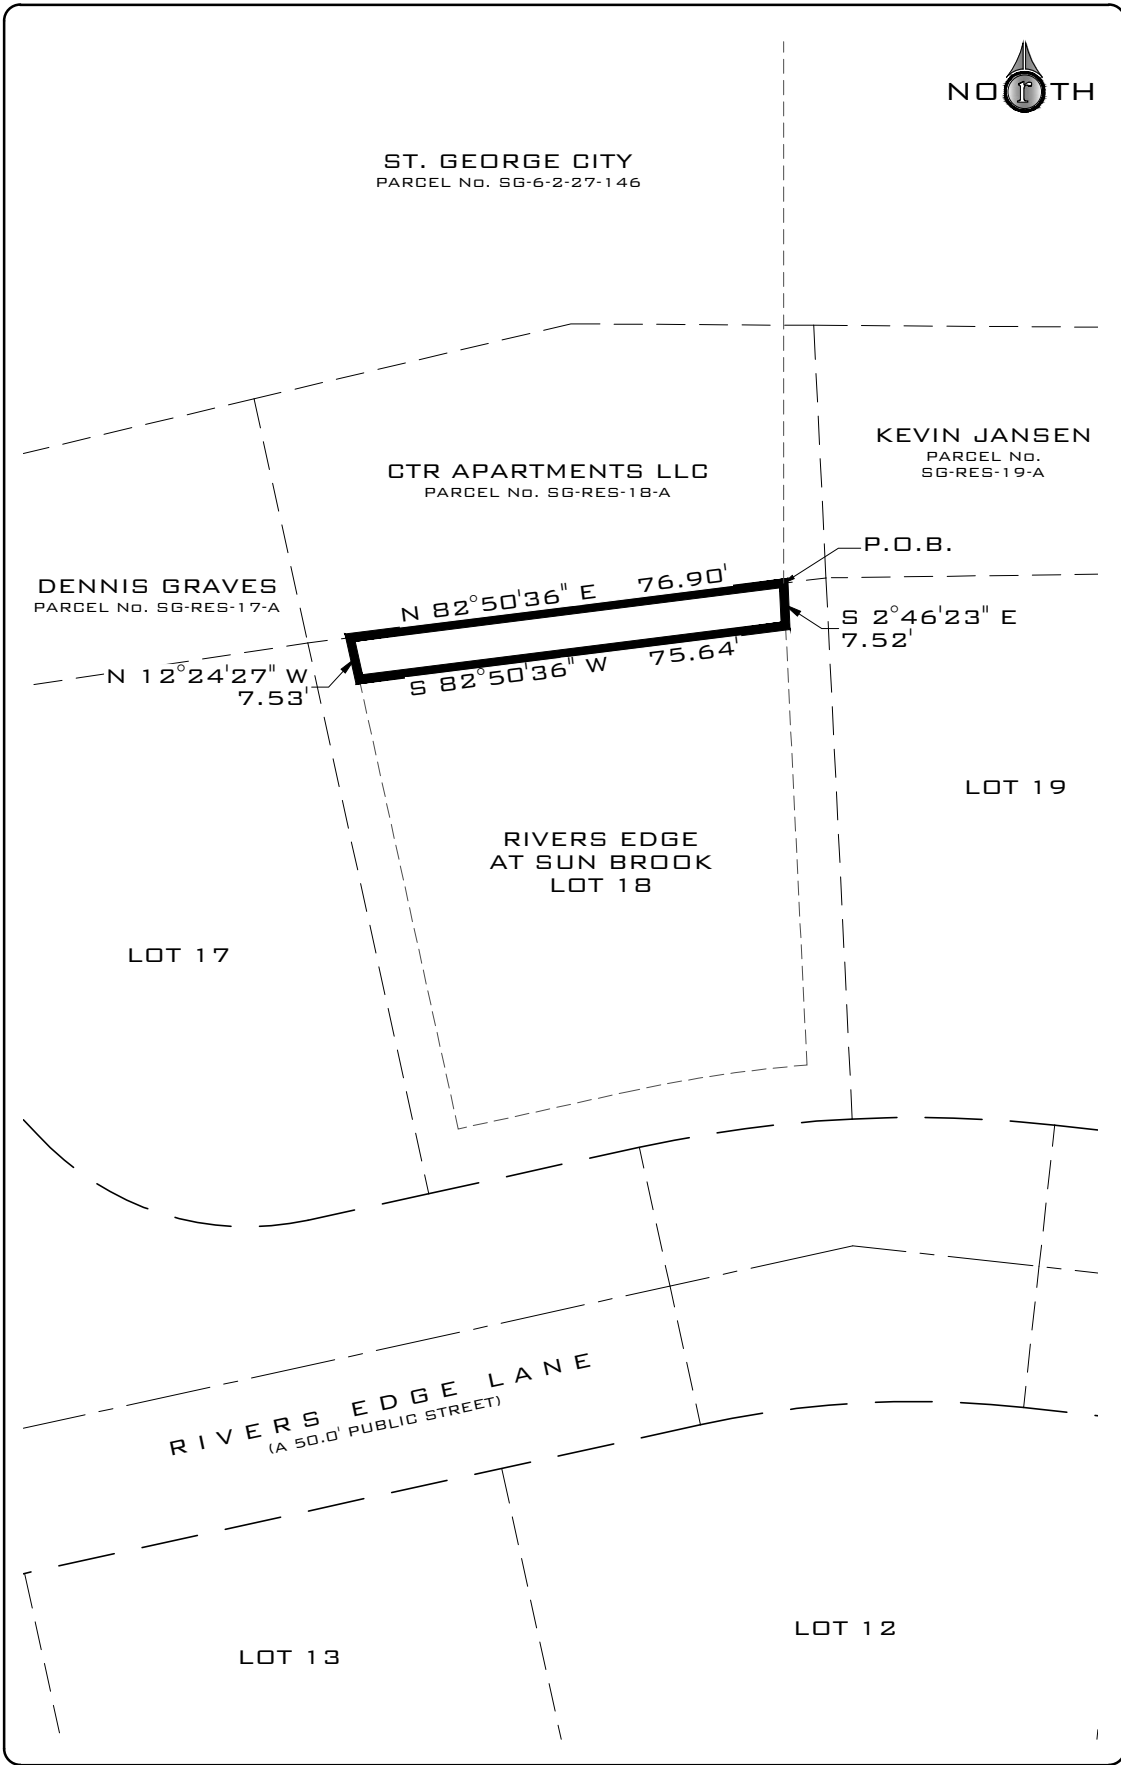 NORTH
ST. GEORGE CITY
PARCEL No. SG-6-2-27-146
KEVIN JANSEN
PARCEL No.
SG-RES-19-A
CTR APARTMENTS LLC
PARCEL No. SG-RES-18-A
P.O.B.
DENNIS GRAVES
PARCEL No. SG-RES-17-A
N 82°50'36" E 76.90'
S 2°46'23" E
7.52'
N 12°24'27" W
7.53'
S 82°50'36" W 75.64'
LOT 19
RIVERS EDGE
AT SUN BROOK
LOT 18
LOT 17
RIVERS EDGE LANE
(A 50.0' PUBLIC STREET)
LOT 12
LOT 13